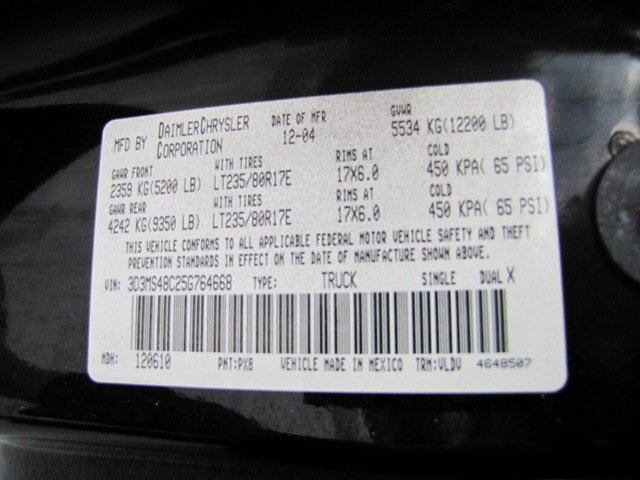 MFD BY DAIMLERCHRYSLER CORPORATION DATE OF MFR 12-04 GVWR 5534 KG(12200 LB)
GAWR FRONT WITH TIRES RIMS AT COLD
2359 KG(5200 LB) LT235/80R17E 17X6.0 450 KPA( 65 PSI)
GAWR REAR WITH TIRES RIMS AT COLD
4242 KG(9350 LB) LT235/80R17E 17X6.0 450 KPA( 65 PSI)
THIS VEHICLE CONFORMS TO ALL APPLICABLE FEDERAL MOTOR VEHICLE SAFETY AND THEFT
PREVENTION STANDARDS IN EFFECT ON THE DATE OF MANUFACTURE SHOWN ABOVE.
VIN: 3D3MS48C25G764668 TYPE: TRUCK SINGLE DUAL X
MDH: 120610 PNT:PX8 VEHICLE MADE IN MEXICO TRM:VLDV 4648507